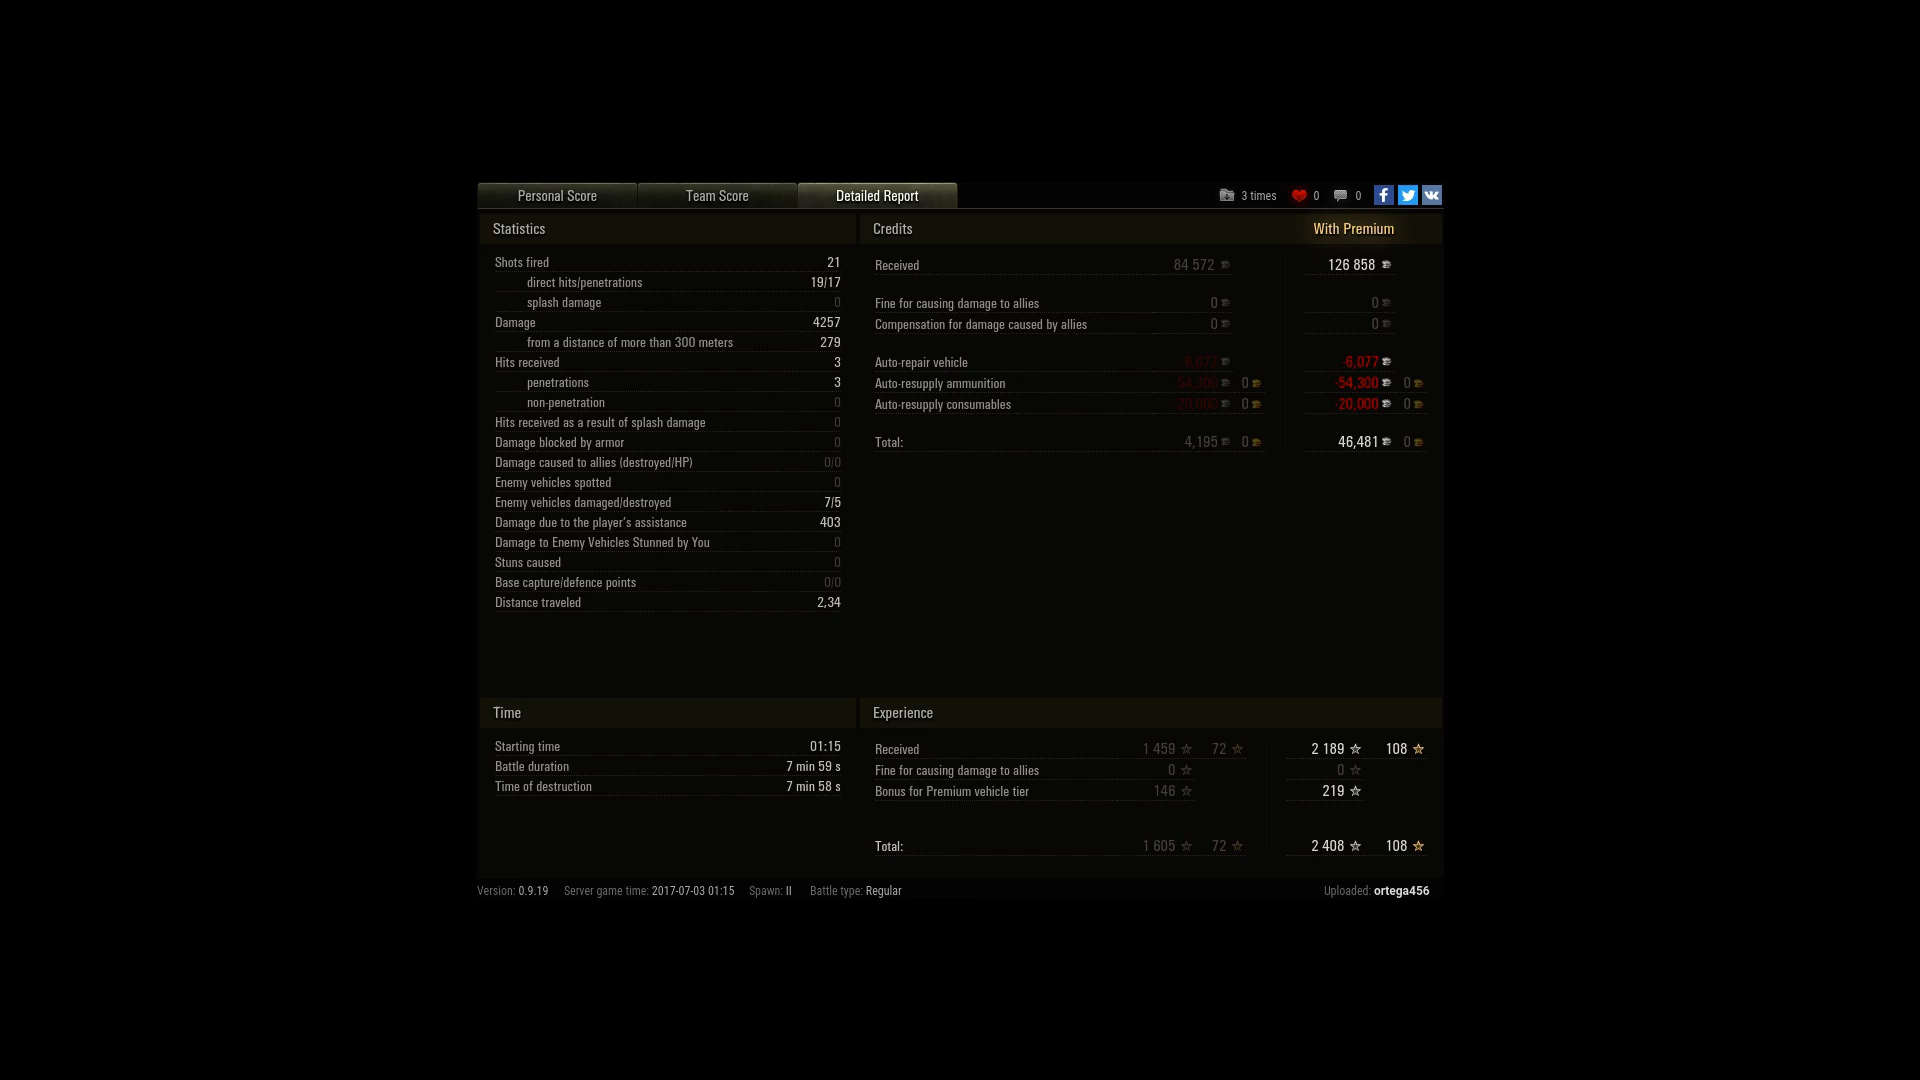 Personal Score Team Score Detailed Report 3 times 0 0
Statistics
Shots fired 21
direct hits/penetrations 19/17
splash damage 0
Damage 4257
from a distance of more than 300 meters 279
Hits received 3
penetrations 3
non-penetration 0
Hits received as a result of splash damage 0
Damage blocked by armor 0
Damage caused to allies (destroyed/HP) 0/0
Enemy vehicles spotted 0
Enemy vehicles damaged/destroyed 7/5
Damage due to the player's assistance 403
Damage to Enemy Vehicles Stunned by You 0
Stuns caused 0
Base capture/defence points 0/0
Distance traveled 2,34
Credits With Premium
Received 84 572 126 858
Fine for causing damage to allies 0 0
Compensation for damage caused by allies 0 0
Auto-repair vehicle -6,077 -6,077
Auto-resupply ammunition -54,300 0 -54,300 0
Auto-resupply consumables -20,000 0 -20,000 0
Total: 4,195 0 46,481 0
Time
Starting time 01:15
Battle duration 7 min 59 s
Time of destruction 7 min 58 s
Experience
Received 1 459 72 2 189 108
Fine for causing damage to allies 0 0
Bonus for Premium vehicle tier 146 219
Total: 1 605 72 2 408 108
Version: 0.9.19 Server game time: 2017-07-03 01:15 Spawn: II Battle type: Regular Uploaded: ortega456